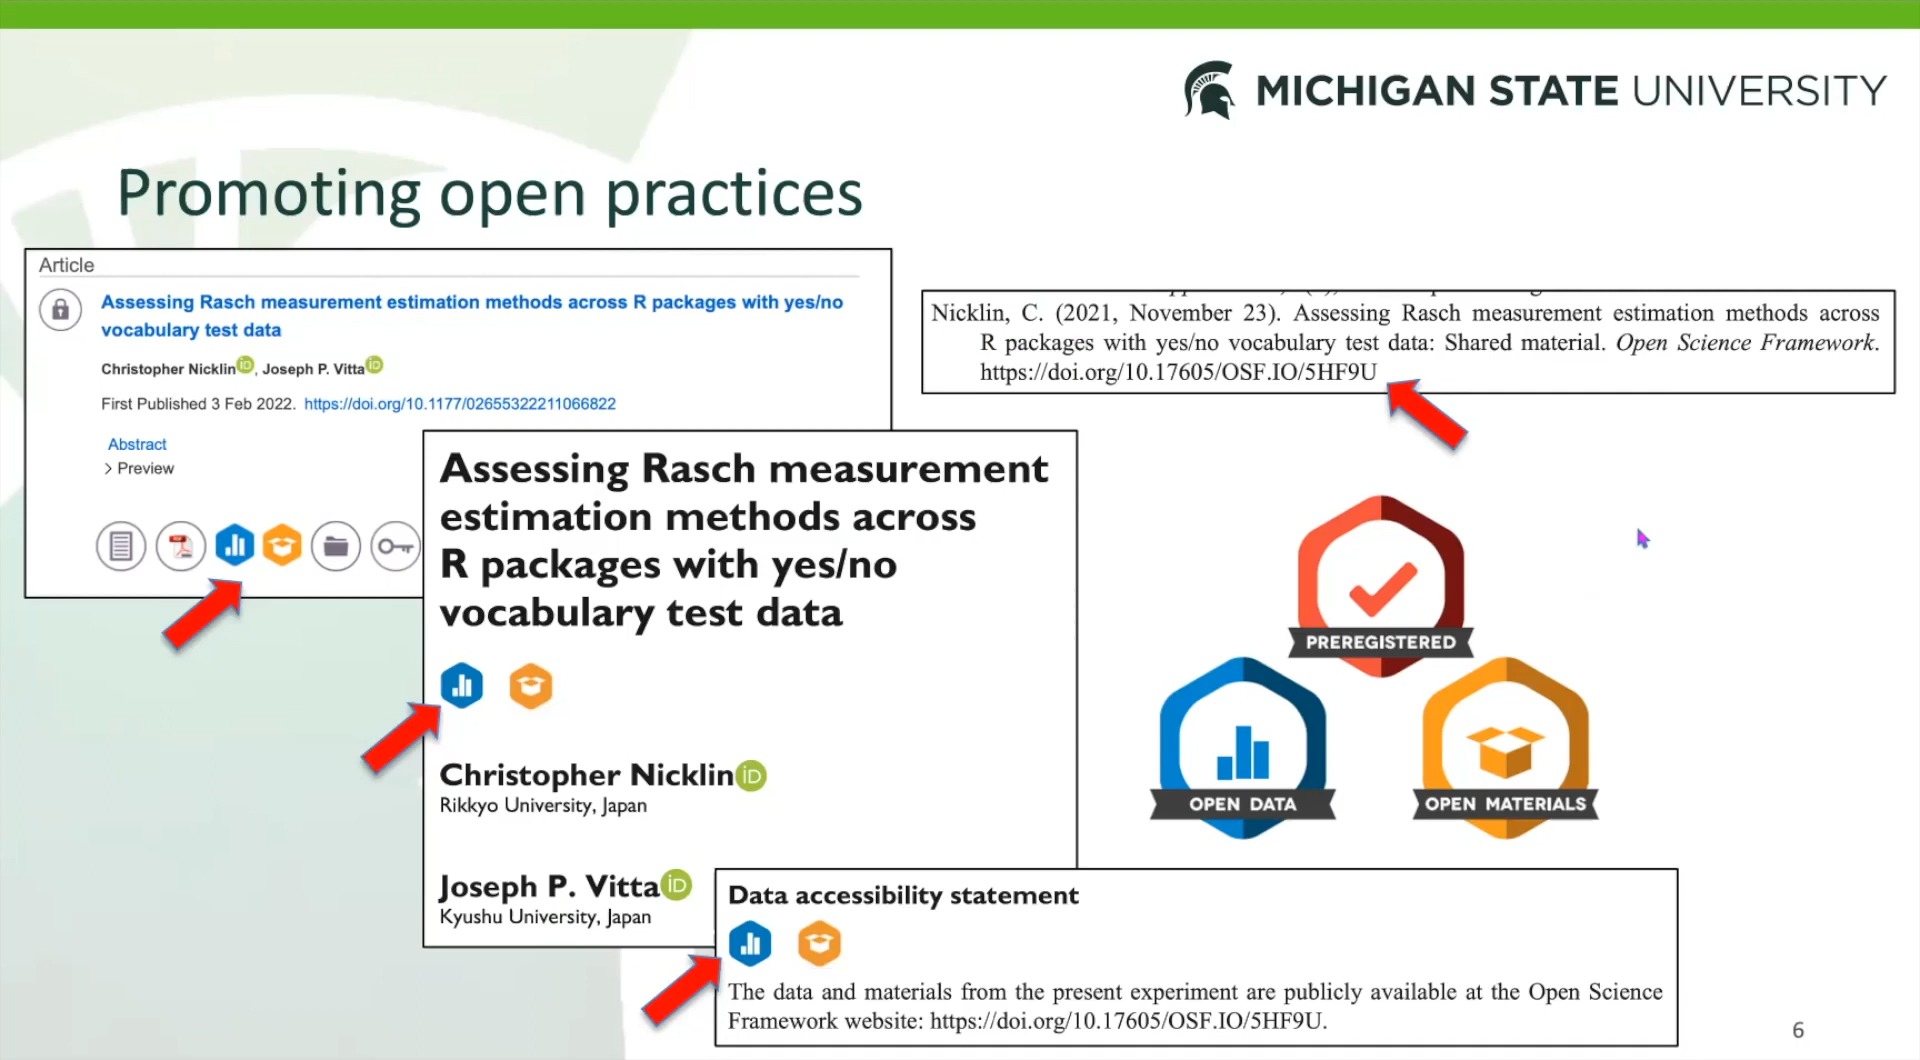 MICHIGAN STATE UNIVERSITY
Promoting open practices
Article
Assessing Rasch measurement estimation methods across R packages with yes/no
vocabulary test data
Christopher Nicklin iD, Joseph P. Vitta iD
First Published 3 Feb 2022. https://doi.org/10.1177/02655322211066822
Abstract
> Preview
Nicklin, C. (2021, November 23). Assessing Rasch measurement estimation methods across
R packages with yes/no vocabulary test data: Shared material. Open Science Framework.
https://doi.org/10.17605/OSF.IO/5HF9U
Assessing Rasch measurement
estimation methods across
R packages with yes/no
vocabulary test data
Christopher Nicklin iD
Rikkyo University, Japan
Joseph P. Vitta iD
Kyushu University, Japan
PREREGISTERED
OPEN DATA
OPEN MATERIALS
Data accessibility statement
The data and materials from the present experiment are publicly available at the Open Science
Framework website: https://doi.org/10.17605/OSF.IO/5HF9U.
6